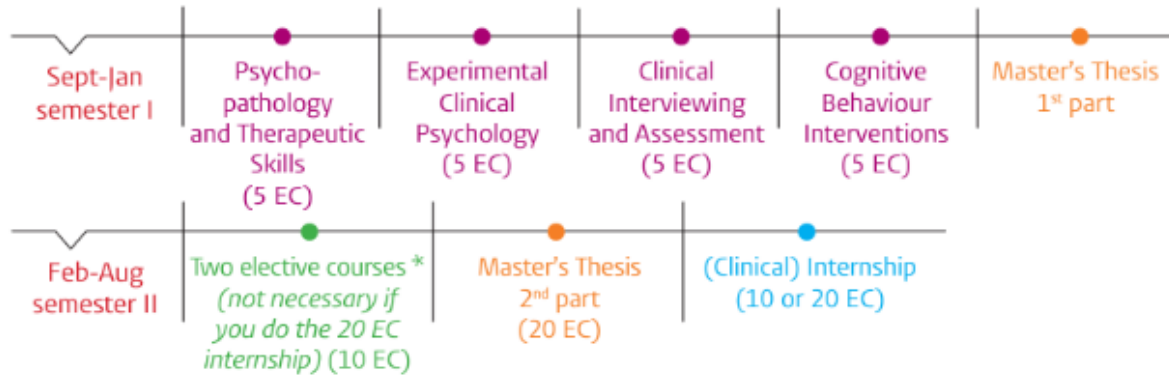 Sept-Jan
semester I
Psycho-
pathology
and Therapeutic
Skills
(5 EC)
Experimental
Clinical
Psychology
(5 EC)
Clinical
Interviewing
and Assessment
(5 EC)
Cognitive
Behaviour
Interventions
(5 EC)
Master's Thesis
1st part
Feb-Aug
semester II
Two elective courses *
(not necessary if
you do the 20 EC
internship) (10 EC)
Master's Thesis
2nd part
(20 EC)
(Clinical) Internship
(10 or 20 EC)